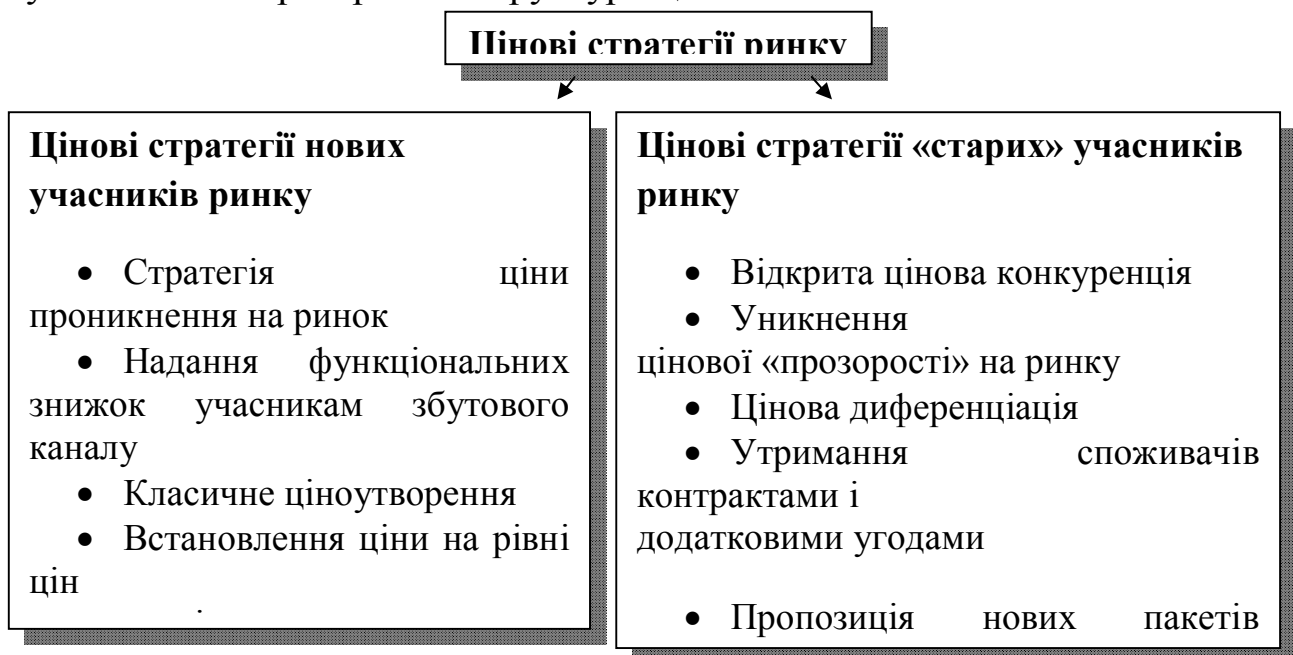 Цінові стратегії ринку
Цінові стратегії нових
учасників ринку
• Стратегія ціни
проникнення на ринок
• Надання функціональних
знижок учасникам збутового
каналу
• Класичне ціноутворення
• Встановлення ціни на рівні
цін
Цінові стратегії «старих» учасників
ринку
• Відкрита цінова конкуренція
• Уникнення
цінової «прозорості» на ринку
• Цінова диференціація
• Утримання споживачів
контрактами і
додатковими угодами
• Пропозиція нових пакетів